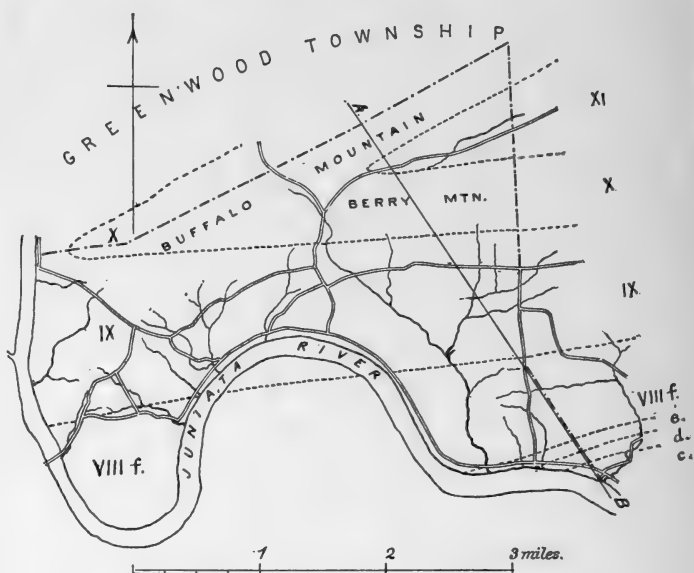 GREENWOOD TOWNSHIP
A
XI
BUFFALO MOUNTAIN
BERRY MTN.
X.
X
IX.
IX
JUNIATA RIVER
VIII f.
VIII f.
e.
d.
c.
B
1 2 3 miles.